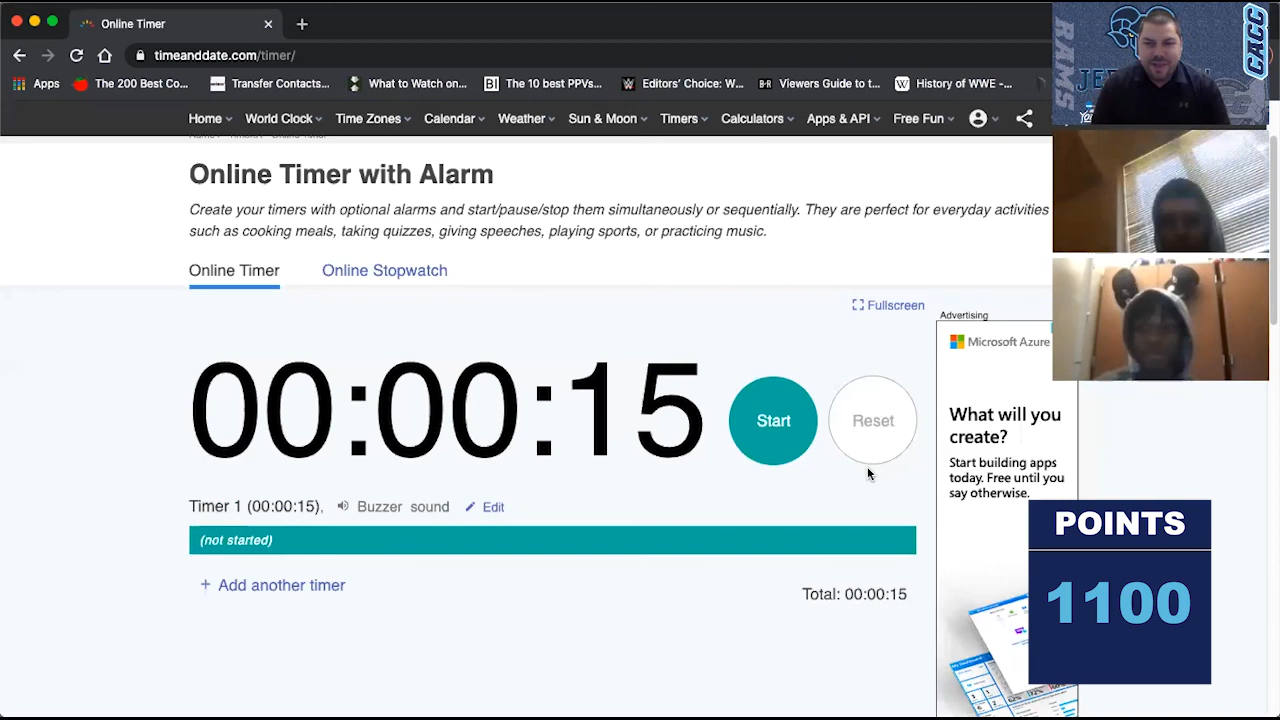 Online Timer
timeanddate.com/timer/
Apps
The 200 Best Co...
Transfer Contacts...
What to Watch on...
BI
The 10 best PPVs...
Editors' Choice: W...
B·R
Viewers Guide to t...
W
History of WWE -...
Home
World Clock
Time Zones
Calendar
Weather
Sun & Moon
Timers
Calculators
Apps & API
Free Fun
RAMS
CACC
Online Timer with Alarm
Create your timers with optional alarms and start/pause/stop them simultaneously or sequentially. They are perfect for everyday activities
such as cooking meals, taking quizzes, giving speeches, playing sports, or practicing music.
Online Timer
Online Stopwatch
Fullscreen
Advertising
Microsoft Azure
00:00:15
Start
Reset
What will you
create?
Start building apps
today. Free until you
say otherwise.
Timer 1 (00:00:15),
Buzzer sound
Edit
(not started)
+ Add another timer
Total: 00:00:15
POINTS
1100